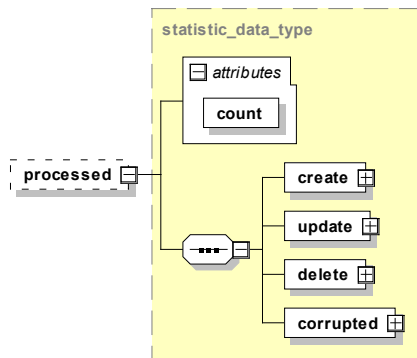 statistic_data_type
attributes
count
processed
create
update
delete
corrupted